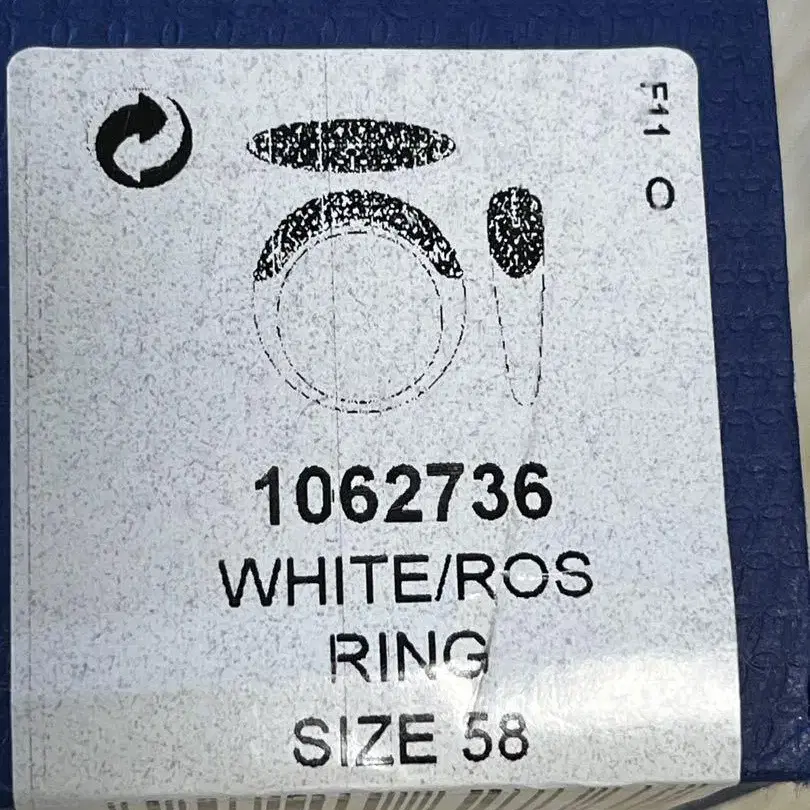 F11 O
1062736
WHITE/ROS
RING
SIZE 58